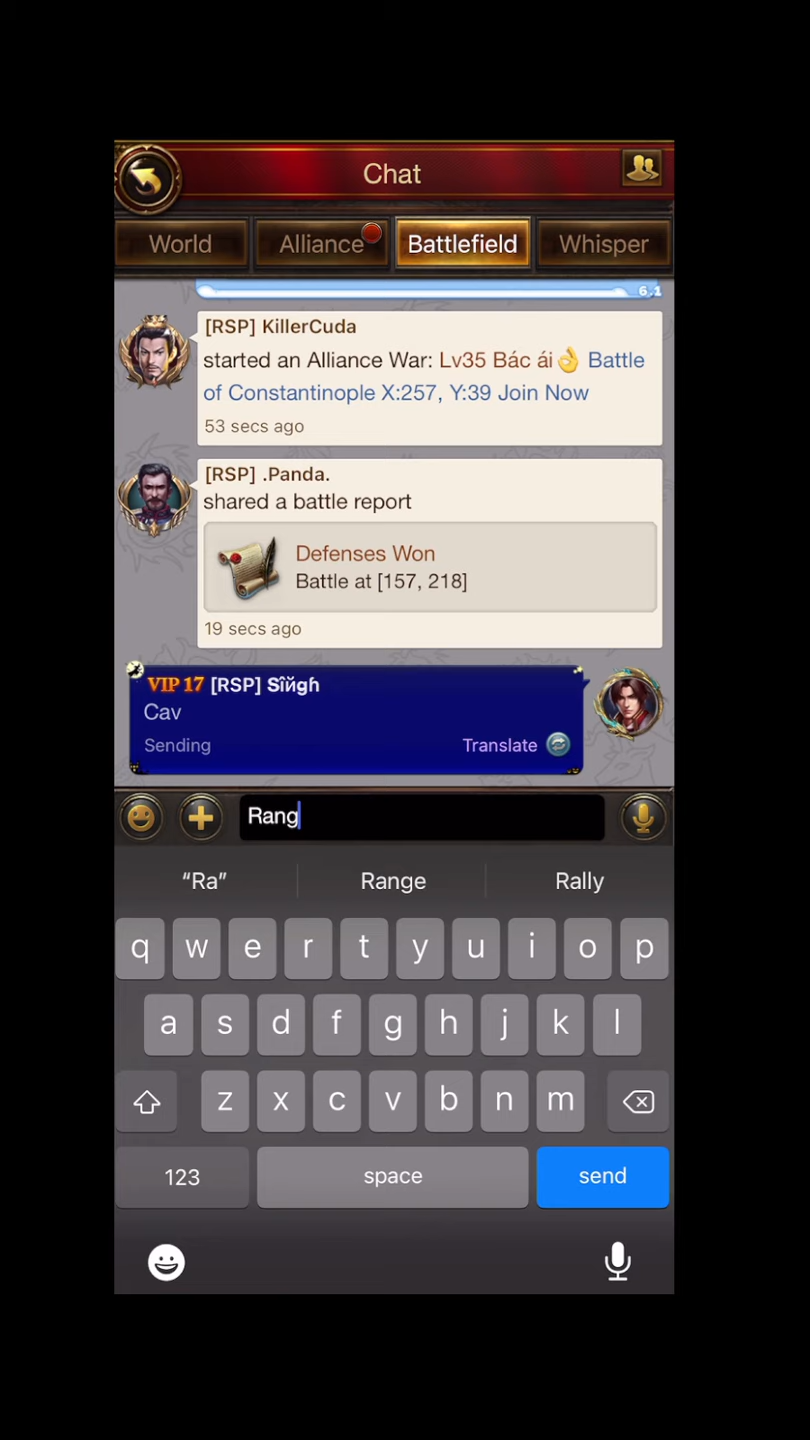 Chat
World Alliance Battlefield Whisper
6.1
[RSP] KillerCuda
started an Alliance War: Lv35 Bác ái👌 Battle
of Constantinople X:257, Y:39 Join Now
53 secs ago
[RSP] .Panda.
shared a battle report
Defenses Won
Battle at [157, 218]
19 secs ago
VIP 17 [RSP] Sîйgɦ
Cav
Sending Translate
Rang
“Ra” Range Rally
q w e r t y u i o p
a s d f g h j k l
z x c v b n m
123 space send